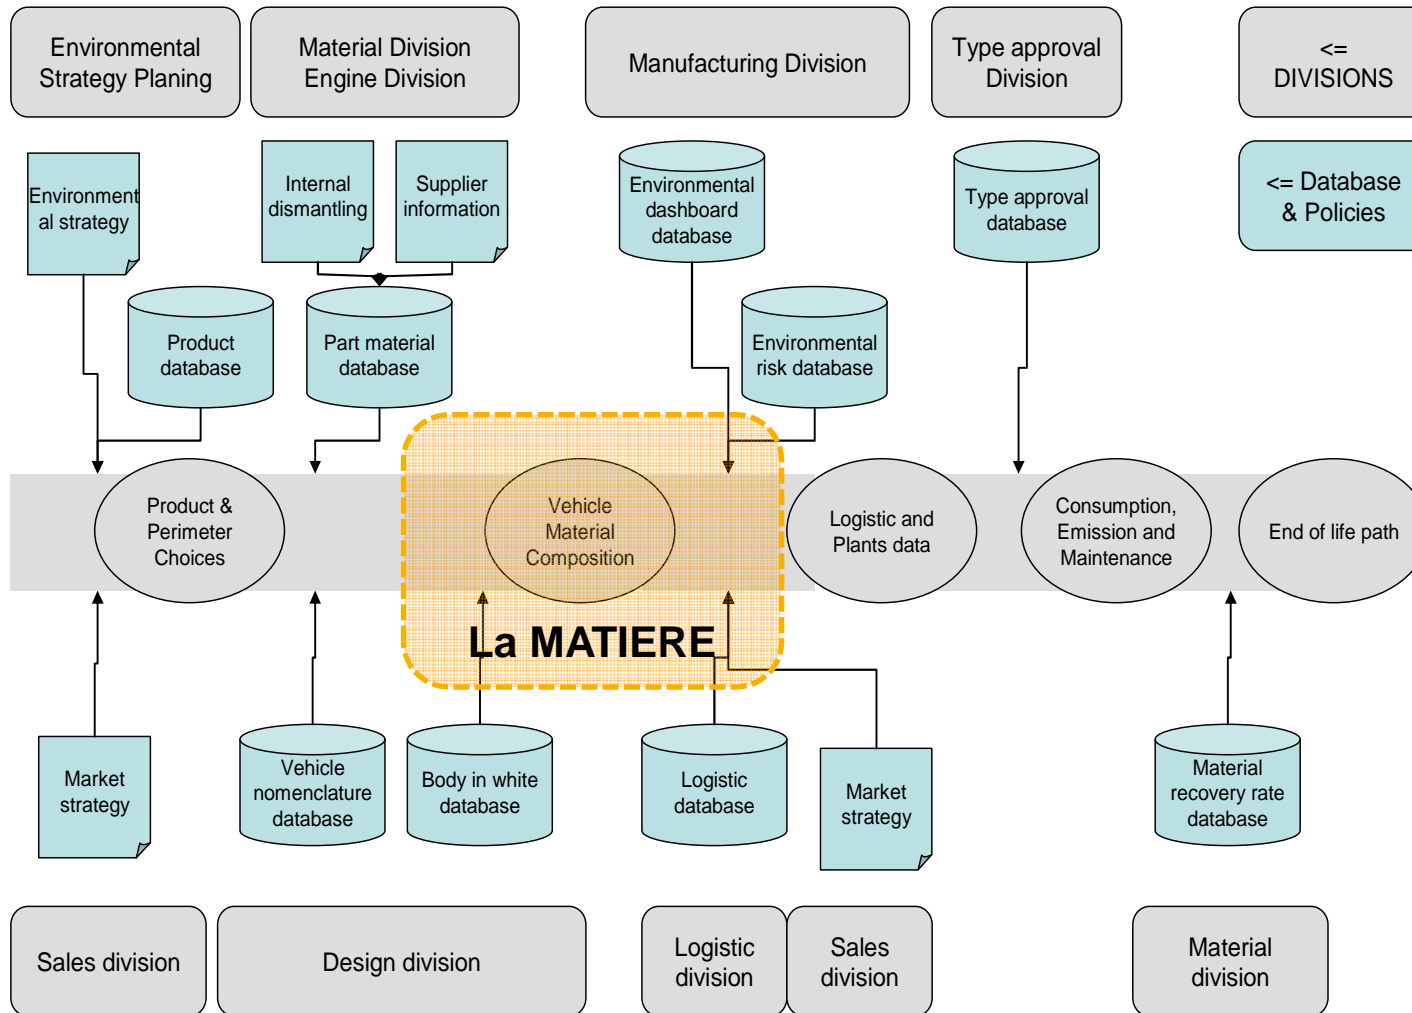 Environmental
Strategy Planing
Material Division
Engine Division
Manufacturing Division
Type approval
Division
<=
DIVISIONS
Environment
al strategy
Internal
dismantling
Supplier
information
Environmental
dashboard
database
Type approval
database
<= Database
& Policies
Product
database
Part material
database
Environmental
risk database
Product &
Perimeter
Choices
Vehicle
Material
Composition
Logistic and
Plants data
Consumption,
Emission and
Maintenance
End of life path
La MATIERE
Market
strategy
Vehicle
nomenclature
database
Body in white
database
Logistic
database
Market
strategy
Material
recovery rate
database
Sales division
Design division
Logistic
division
Sales
division
Material
division